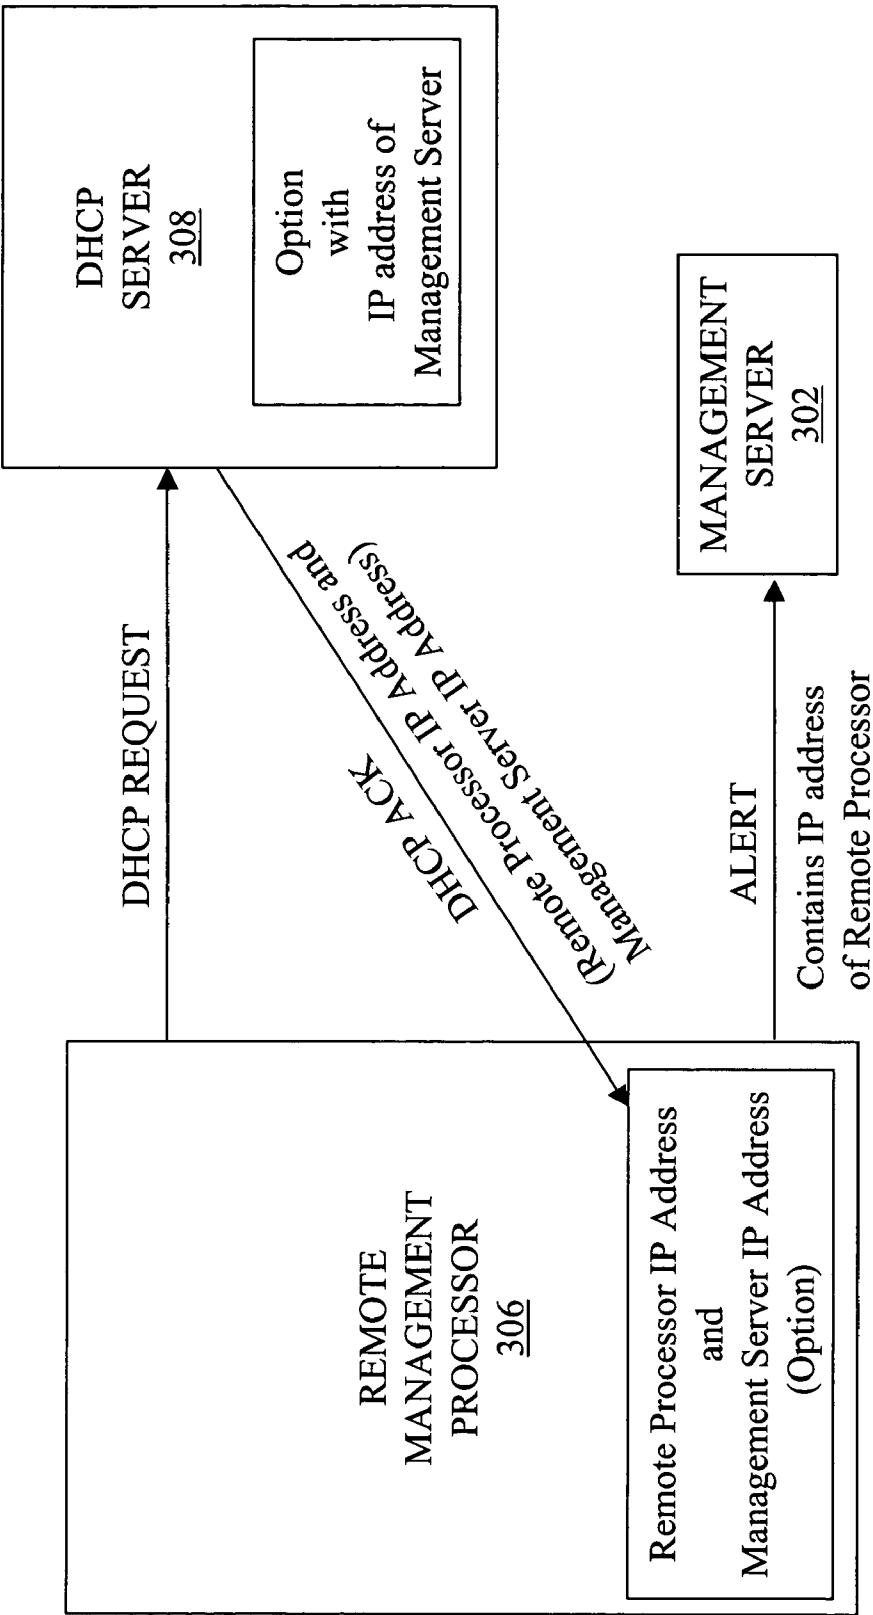 REMOTE
MANAGEMENT
PROCESSOR
306
Remote Processor IP Address
and
Management Server IP Address
(Option)
DHCP REQUEST
DHCP ACK
(Remote Processor IP Address and
Management Server IP Address)
ALERT
Contains IP address
of Remote Processor
DHCP
SERVER
308
Option
with
IP address of
Management Server
MANAGEMENT
SERVER
302